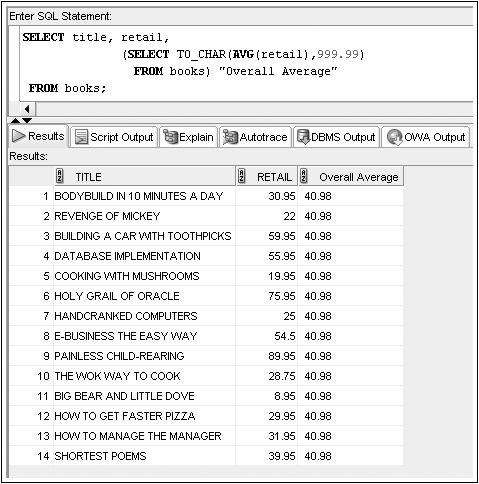 Enter SQL Statement:
SELECT title, retail,
(SELECT TO_CHAR(AVG(retail),999.99)
FROM books) "Overall Average"
FROM books;
Results Script Output Explain Autotrace DBMS Output OWA Output
Results:
TITLE RETAIL Overall Average
1 BODYBUILD IN 10 MINUTES A DAY 30.95 40.98
2 REVENGE OF MICKEY 22 40.98
3 BUILDING A CAR WITH TOOTHPICKS 59.95 40.98
4 DATABASE IMPLEMENTATION 55.95 40.98
5 COOKING WITH MUSHROOMS 19.95 40.98
6 HOLY GRAIL OF ORACLE 75.95 40.98
7 HANDCRANKED COMPUTERS 25 40.98
8 E-BUSINESS THE EASY WAY 54.5 40.98
9 PAINLESS CHILD-REARING 89.95 40.98
10 THE WOK WAY TO COOK 28.75 40.98
11 BIG BEAR AND LITTLE DOVE 8.95 40.98
12 HOW TO GET FASTER PIZZA 29.95 40.98
13 HOW TO MANAGE THE MANAGER 31.95 40.98
14 SHORTEST POEMS 39.95 40.98